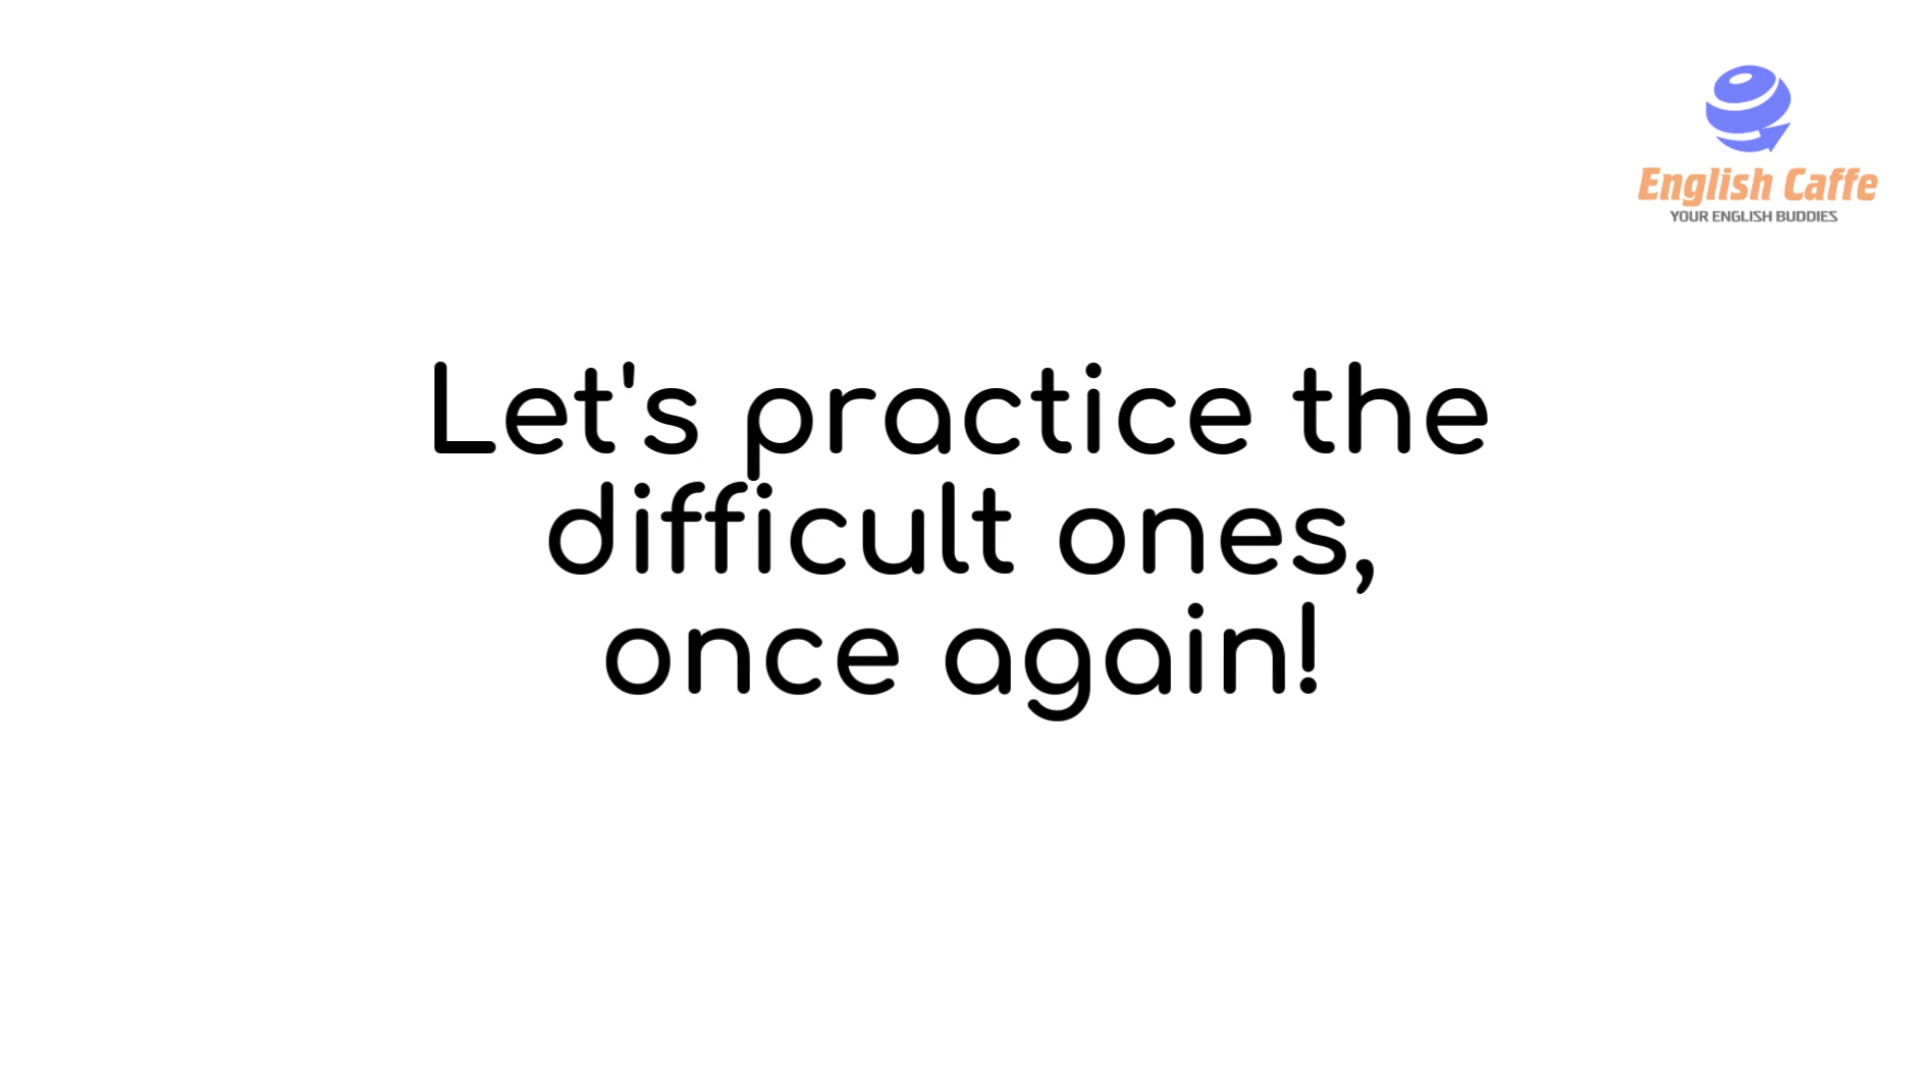 English Caffe
YOUR ENGLISH BUDDIES
Let's practice the
difficult ones,
once again!